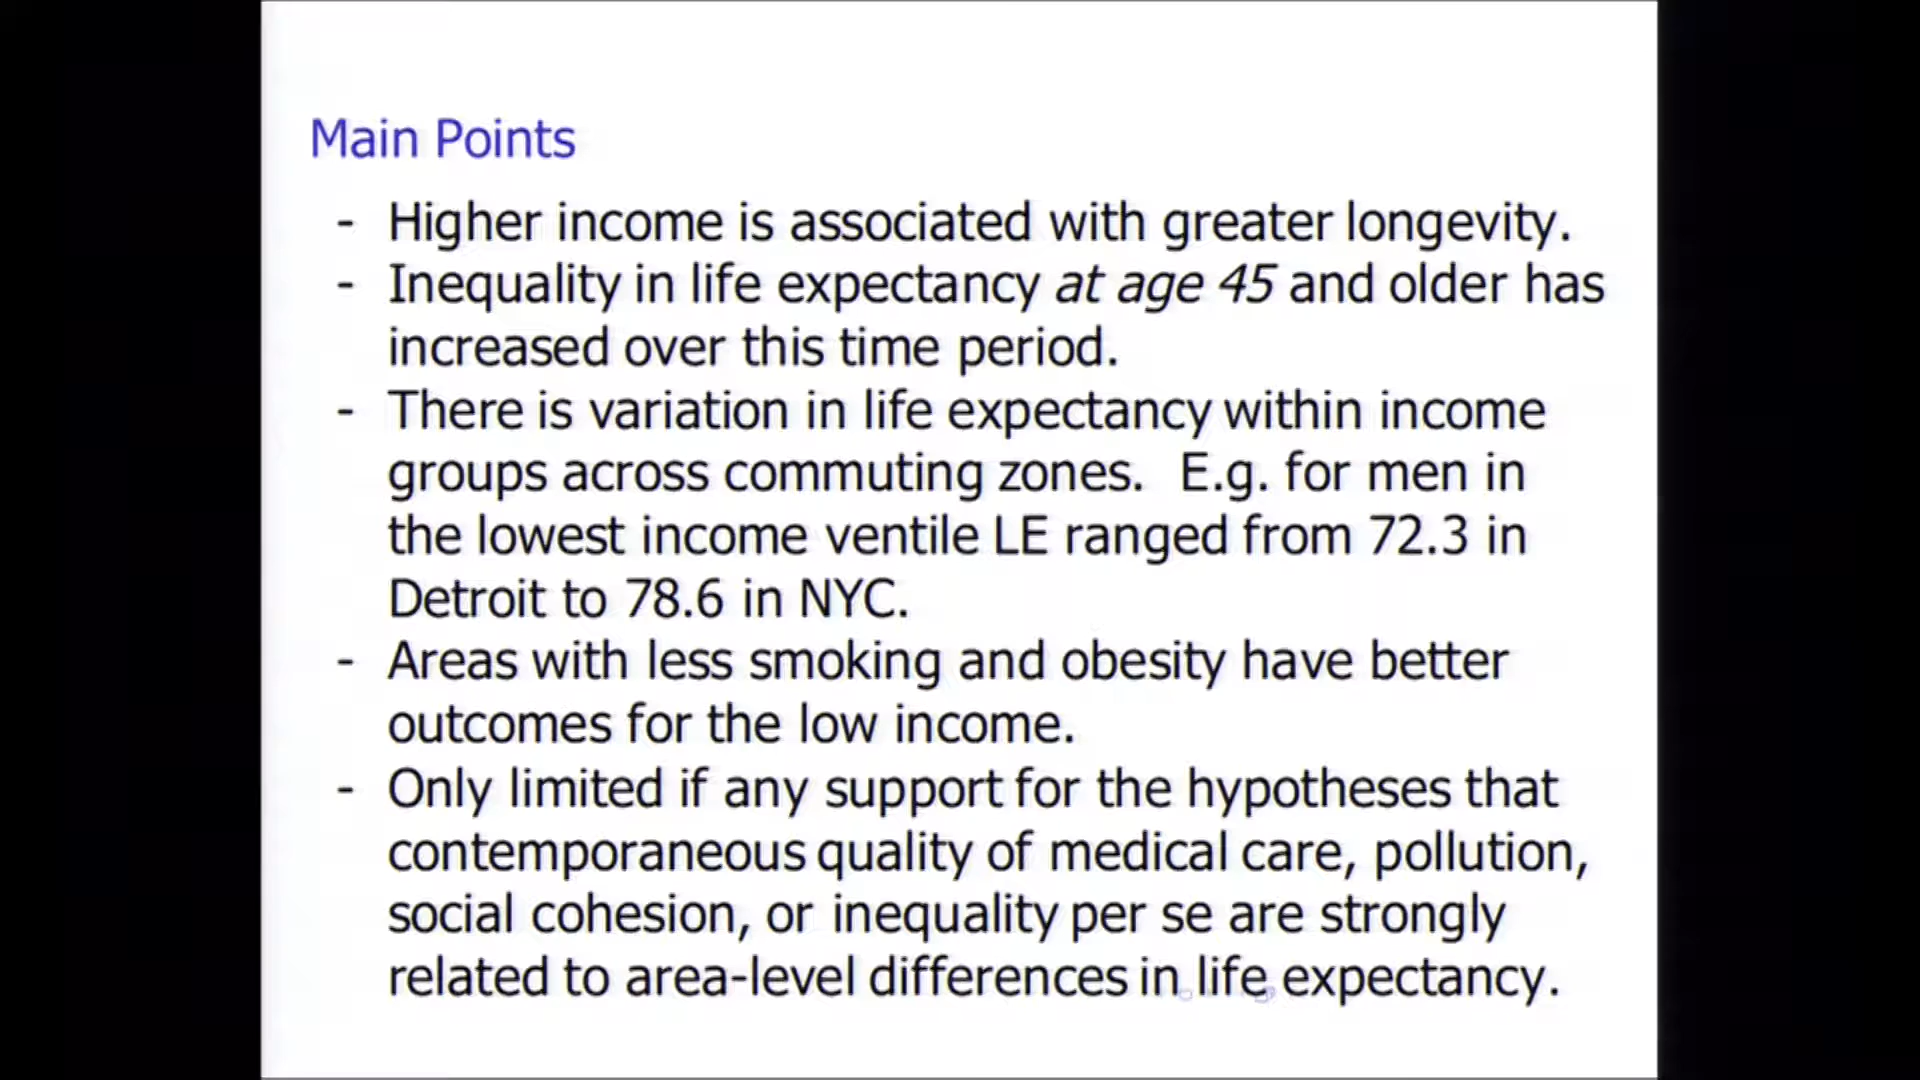 Main Points
- Higher income is associated with greater longevity.
- Inequality in life expectancy at age 45 and older has
increased over this time period.
- There is variation in life expectancy within income
groups across commuting zones. E.g. for men in
the lowest income ventile LE ranged from 72.3 in
Detroit to 78.6 in NYC.
- Areas with less smoking and obesity have better
outcomes for the low income.
- Only limited if any support for the hypotheses that
contemporaneous quality of medical care, pollution,
social cohesion, or inequality per se are strongly
related to area-level differences in life expectancy.